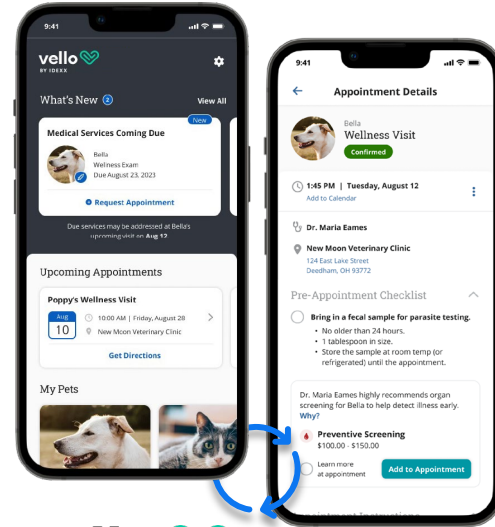 9:41
vello
BY IDEXX
What's New 2
View All
New
Medical Services Coming Due
Bella
Wellness Exam
Due August 23, 2023
Request Appointment
Due services may be addressed at Bella's
upcoming visit on Aug 12
Upcoming Appointments
Poppy's Wellness Visit
Aug
10
10:00 AM | Friday, August 28
New Moon Veterinary Clinic
Get Directions
My Pets
9:41
Appointment Details
Bella
Wellness Visit
Confirmed
1:45 PM | Tuesday, August 12
Add to Calendar
Dr. Maria Eames
New Moon Veterinary Clinic
124 East Lake Street
Deedham, OH 93772
Pre-Appointment Checklist
Bring in a fecal sample for parasite testing.
• No older than 24 hours.
• 1 tablespoon in size.
• Store the sample at room temp (or
refrigerated) until the appointment.
Dr. Maria Eames highly recommends organ
screening for Bella to help detect illness early.
Why?
Preventive Screening
$100.00 - $150.00
Learn more
at appointment
Add to Appointment
Appointment Instructions